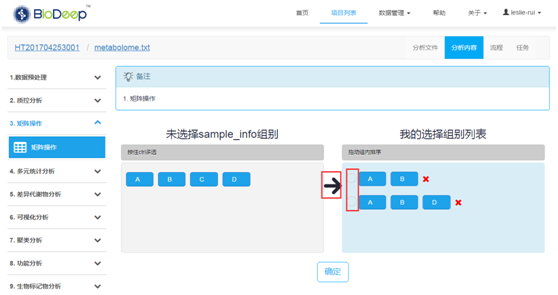 BioDeep™
首页
项目列表
数据管理
帮助
关于
leslie-rui
HT201704253001 / metabolome.txt
分析文件
分析内容
流程
任务
1.数据预处理
2. 质控分析
3. 矩阵操作
矩阵操作
4. 多元统计分析
5. 差异代谢物分析
6. 可视化分析
7. 聚类分析
8. 功能分析
9. 生物标记物分析
备注
1. 矩阵操作
未选择sample_info组别
按住ctrl多选
A B C D
我的选择组别列表
拖动组内排序
A B
A B D
确定